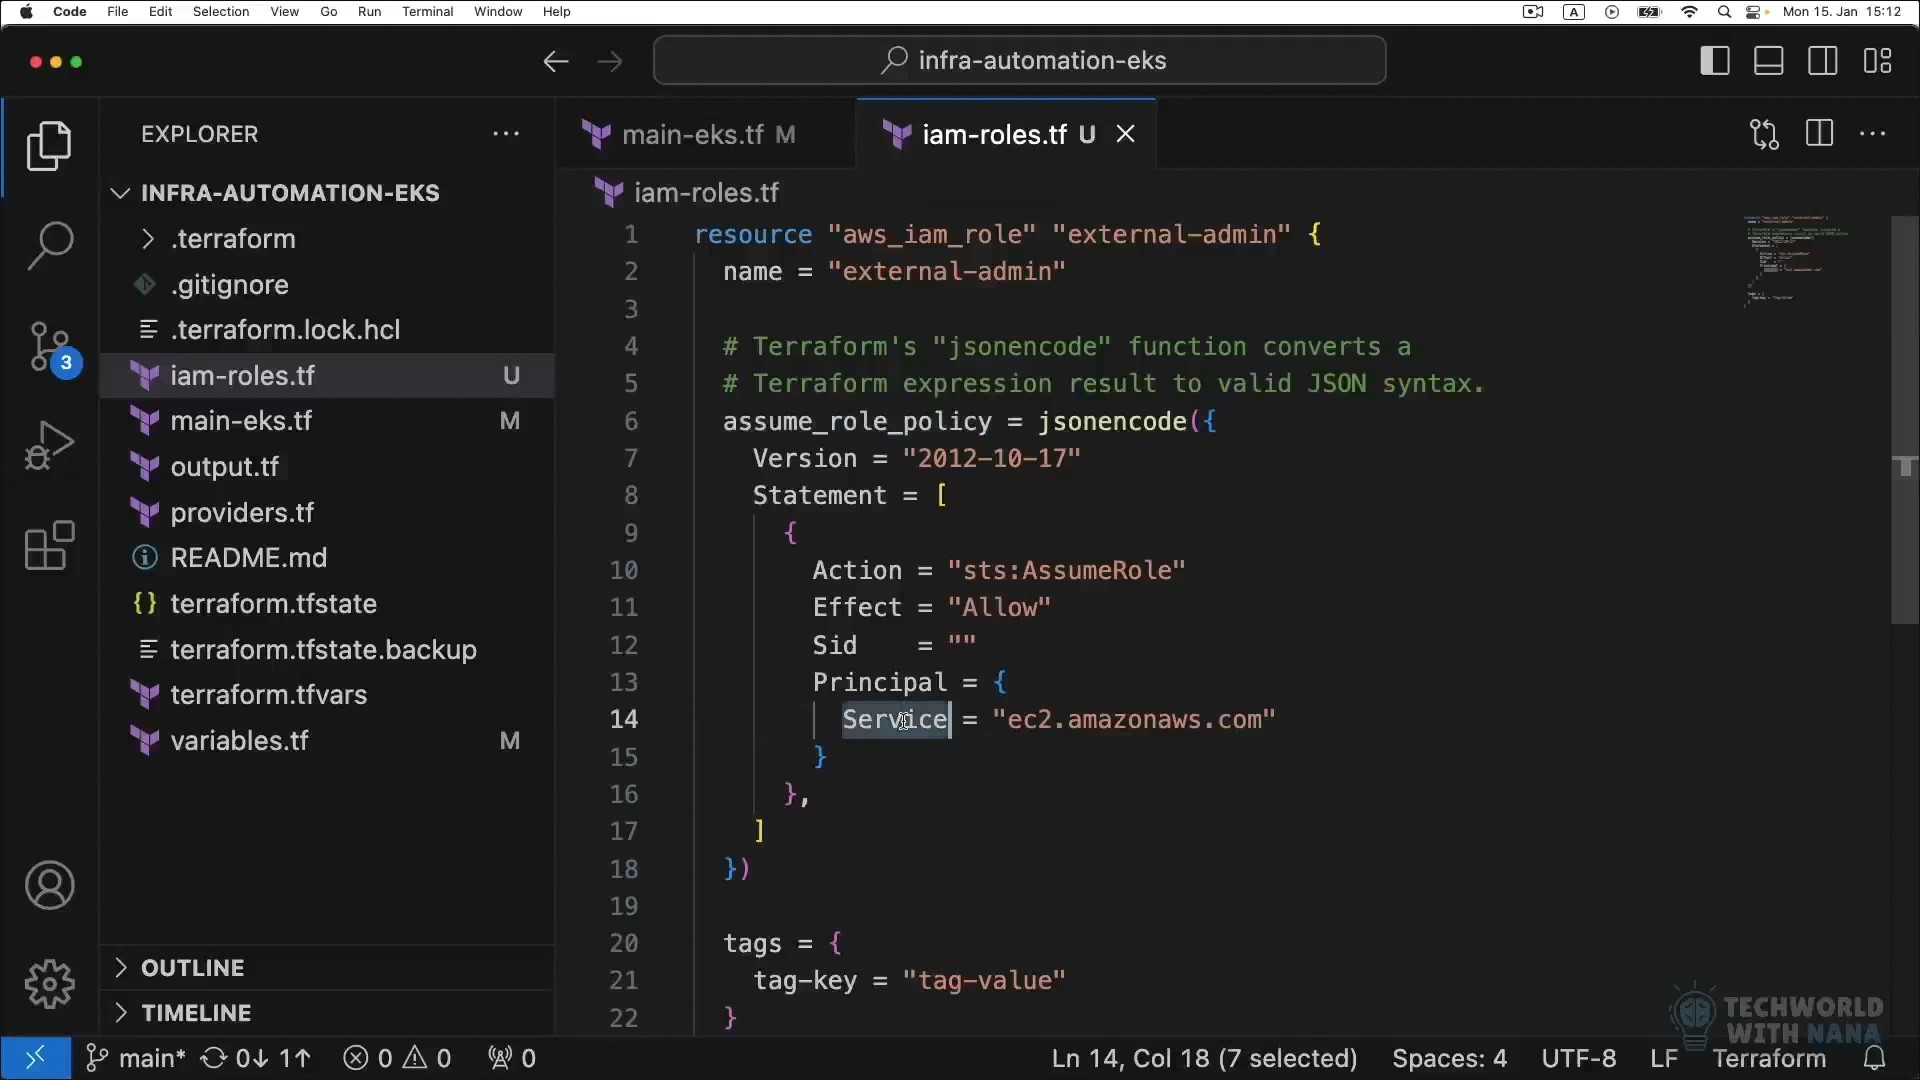 Code File Edit Selection View Go Run Terminal Window Help A Mon 15. Jan 15:12
infra-automation-eks
EXPLORER
INFRA-AUTOMATION-EKS
.terraform
.gitignore
.terraform.lock.hcl
iam-roles.tf U
main-eks.tf M
output.tf
providers.tf
README.md
terraform.tfstate
terraform.tfstate.backup
terraform.tfvars
variables.tf M
OUTLINE
TIMELINE
3
main-eks.tf M iam-roles.tf U
iam-roles.tf
1 resource "aws_iam_role" "external-admin" {
2 name = "external-admin"
3
4 # Terraform's "jsonencode" function converts a
5 # Terraform expression result to valid JSON syntax.
6 assume_role_policy = jsonencode({
7 Version = "2012-10-17"
8 Statement = [
9 {
10 Action = "sts:AssumeRole"
11 Effect = "Allow"
12 Sid    = ""
13 Principal = {
14 Service = "ec2.amazonaws.com"
15 }
16 },
17 ]
18 })
19
20 tags = {
21 tag-key = "tag-value"
22 }
TECHWORLD
WITH NANA
main* 0↓ 1↑ 0 0 0 Ln 14, Col 18 (7 selected) Spaces: 4 UTF-8 LF Terraform